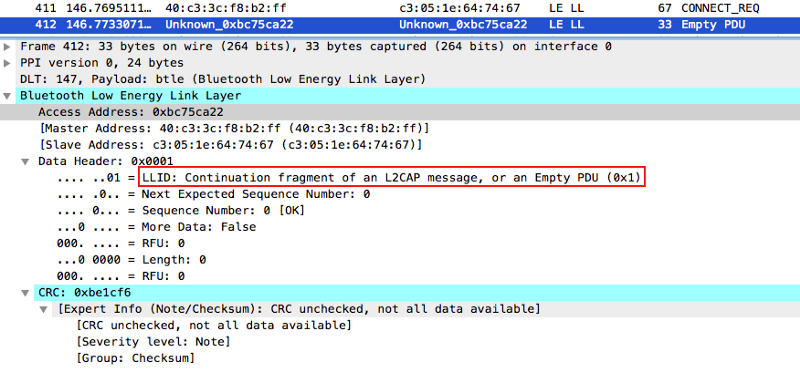 411 146.7695111… 40:c3:3c:f8:b2:ff c3:05:1e:64:74:67 LE LL 67 CONNECT_REQ
412 146.7733071… Unknown_0xbc75ca22 Unknown_0xbc75ca22 LE LL 33 Empty PDU
Frame 412: 33 bytes on wire (264 bits), 33 bytes captured (264 bits) on interface 0
PPI version 0, 24 bytes
DLT: 147, Payload: btle (Bluetooth Low Energy Link Layer)
Bluetooth Low Energy Link Layer
Access Address: 0xbc75ca22
[Master Address: 40:c3:3c:f8:b2:ff (40:c3:3c:f8:b2:ff)]
[Slave Address: c3:05:1e:64:74:67 (c3:05:1e:64:74:67)]
Data Header: 0x0001
.... ..01 = LLID: Continuation fragment of an L2CAP message, or an Empty PDU (0x1)
.... .0.. = Next Expected Sequence Number: 0
.... 0... = Sequence Number: 0 [OK]
...0 .... = More Data: False
000. .... = RFU: 0
...0 0000 = Length: 0
000. .... = RFU: 0
CRC: 0xbe1cf6
[Expert Info (Note/Checksum): CRC unchecked, not all data available]
[CRC unchecked, not all data available]
[Severity level: Note]
[Group: Checksum]